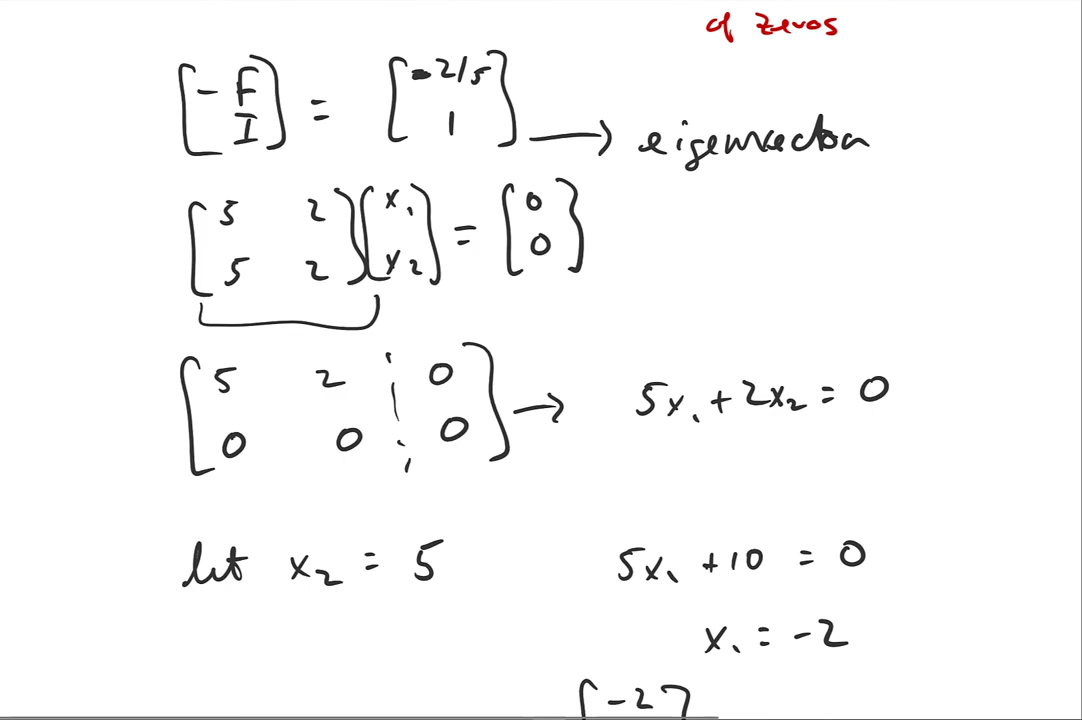 of zeros
[-F I] = [-2/5 1] → eigenvector
[5 2 5 2] [x₁ x₂] = [0 0]
[5 2 ¦ 0 0 0 ¦ 0] → 5x₁ + 2x₂ = 0
let x₂ = 5 5x₁ + 10 = 0
x₁ = -2
[-2]